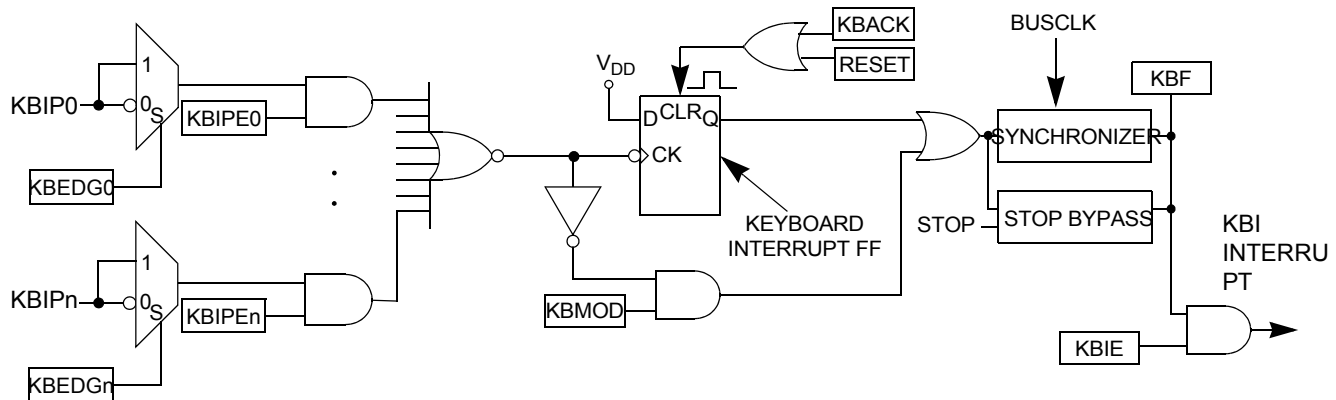 KBACK
RESET
VDD
BUSCLK
KBF
KBIP0
1
0
S
KBIPE0
KBEDG0
D
CLR
Q
CK
SYNCHRONIZER
STOP BYPASS
STOP
KEYBOARD
INTERRUPT FF
KBI
INTERRU
PT
KBIPn
1
0
S
KBIPEn
KBEDGn
KBMOD
KBIE